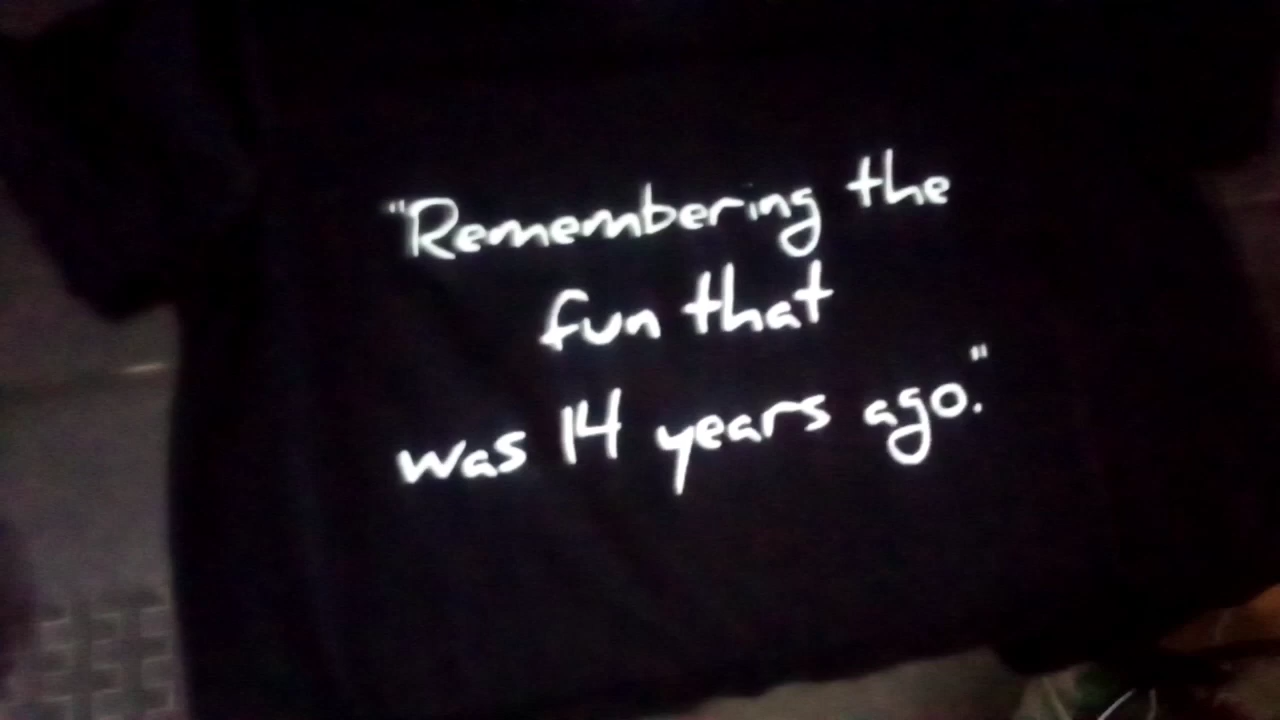 "Remembering the
fun that
was 14 years ago."